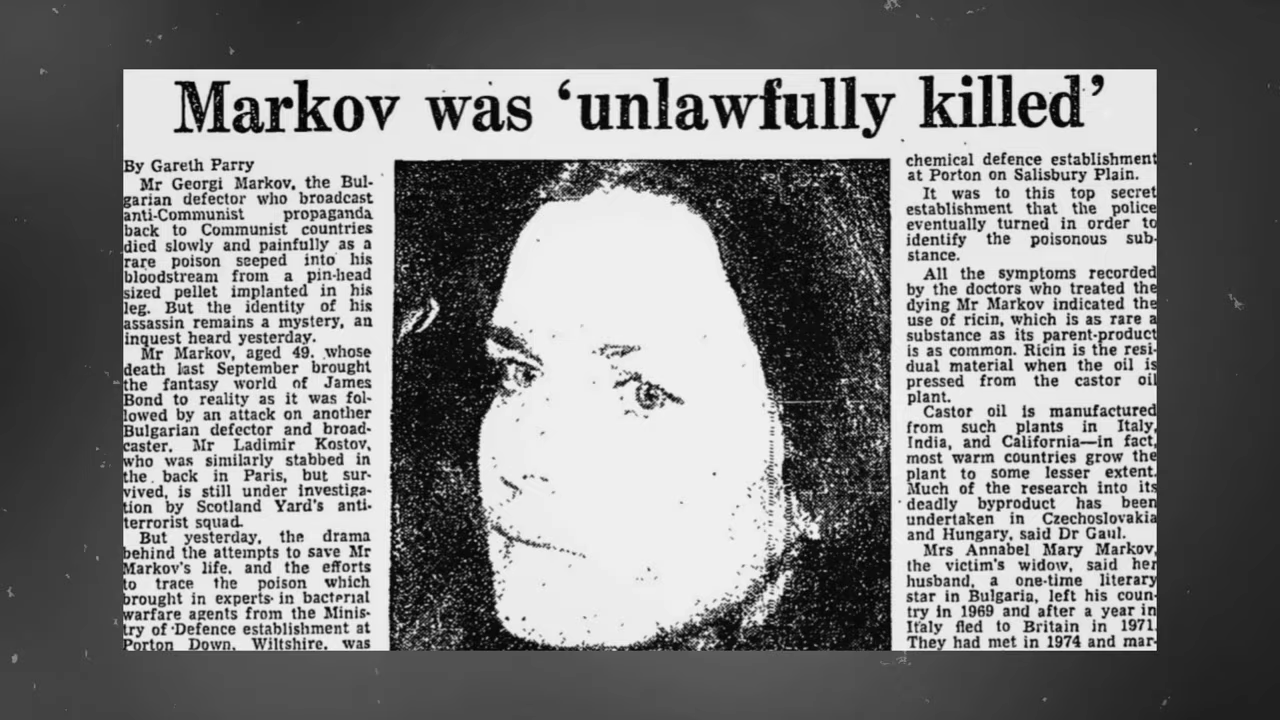 Markov was ‘unlawfully killed’
By Gareth Parry
Mr Georgi Markov, the Bul-
garian defector who broadcast
anti-Communist propaganda
back to Communist countries
died slowly and painfully as a
rare poison seeped into his
bloodstream from a pin-head
sized pellet implanted in his
leg. But the identity of his
assassin remains a mystery, an
inquest heard yesterday.
Mr Markov, aged 49, whose
death last September brought
the fantasy world of James
Bond to reality as it was fol-
lowed by an attack on another
Bulgarian defector and broad-
caster, Mr Ladimir Kostov,
who was similarly stabbed in
the back in Paris, but sur-
vived, is still under investiga-
tion by Scotland Yard's anti-
terrorist squad.
But yesterday, the drama
behind the attempts to save Mr
Markov's life, and the efforts
to trace the poison which
brought in experts in bacterial
warfare agents from the Minis-
try of Defence establishment at
Porton Down, Wiltshire, was
chemical defence establishment
at Porton on Salisbury Plain.
It was to this top secret
establishment that the police
eventually turned in order to
identify the poisonous sub-
stance.
All the symptoms recorded
by the doctors who treated the
dying Mr Markov indicated the
use of ricin, which is as rare a
substance as its parent-product
is as common. Ricin is the resi-
dual material when the oil is
pressed from the castor oil
plant.
Castor oil is manufactured
from such plants in Italy,
India, and California—in fact,
most warm countries grow the
plant to some lesser extent.
Much of the research into its
deadly byproduct has been
undertaken in Czechoslovakia
and Hungary, said Dr Gaul.
Mrs Annabel Mary Markov,
the victim's widow, said her
husband, a one-time literary
star in Bulgaria, left his coun-
try in 1969 and after a year in
Italy fled to Britain in 1971.
They had met in 1974 and mar-